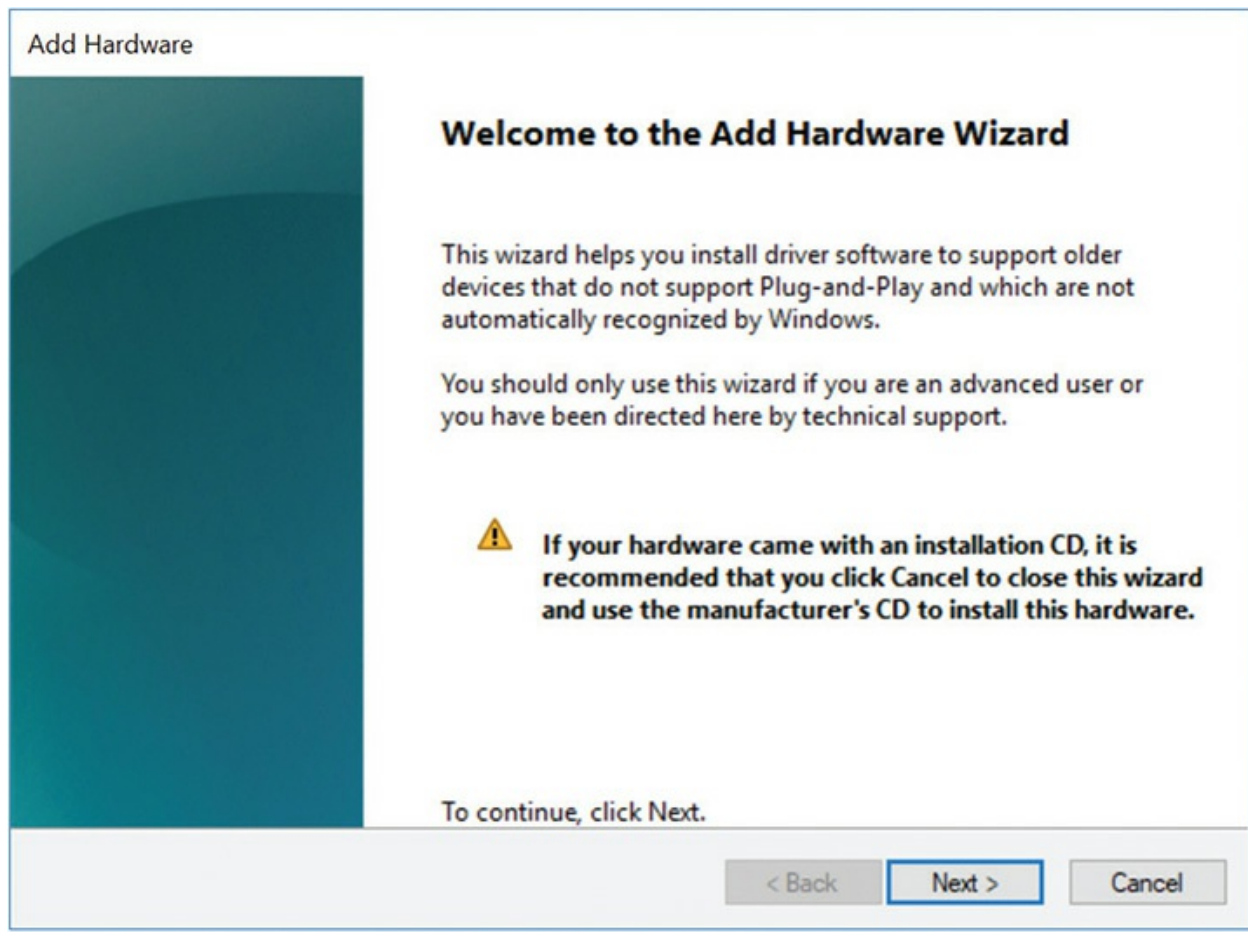 Add Hardware
Welcome to the Add Hardware Wizard
This wizard helps you install driver software to support older
devices that do not support Plug-and-Play and which are not
automatically recognized by Windows.
You should only use this wizard if you are an advanced user or
you have been directed here by technical support.
If your hardware came with an installation CD, it is
recommended that you click Cancel to close this wizard
and use the manufacturer's CD to install this hardware.
To continue, click Next.
< Back Next > Cancel